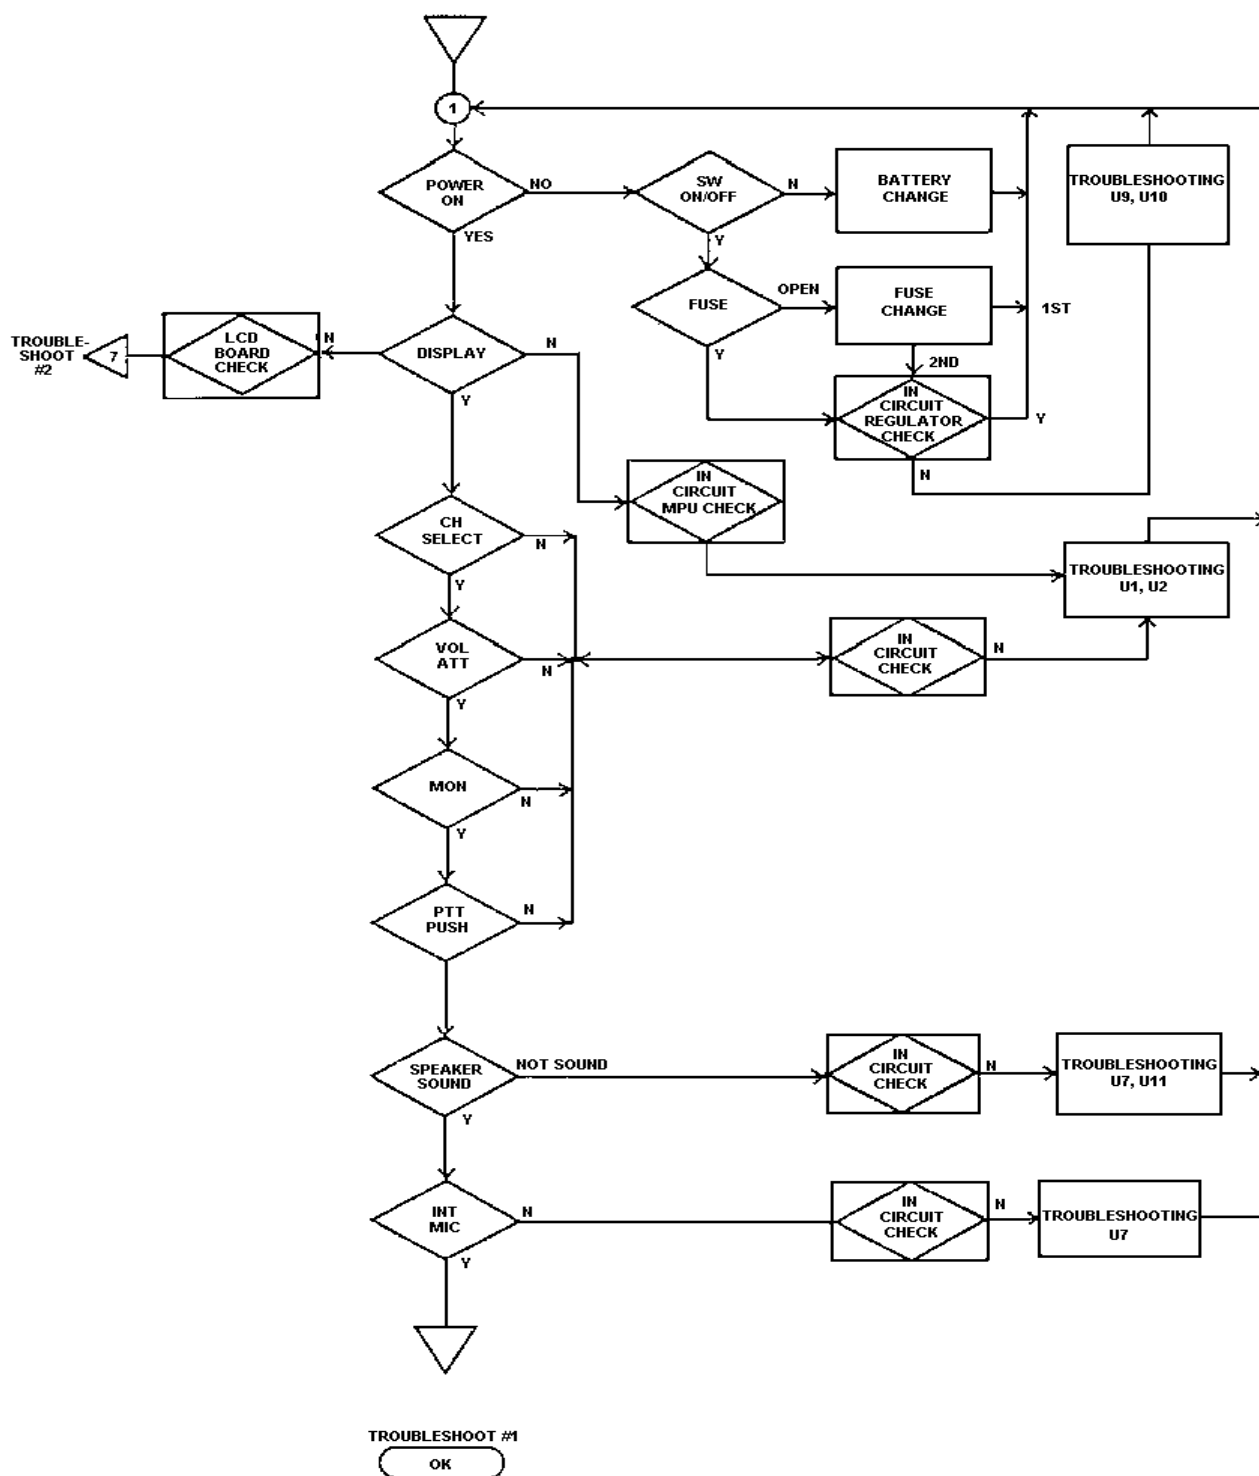 1
POWER
ON
NO
YES
SW
ON/OFF
N
Y
BATTERY
CHANGE
TROUBLESHOOTING
U9, U10
FUSE
OPEN
Y
FUSE
CHANGE
1ST
2ND
IN
CIRCUIT
REGULATOR
CHECK
Y
N
TROUBLE-
SHOOT
#2
7
LCD
BOARD
CHECK
N
DISPLAY
N
Y
IN
CIRCUIT
MPU CHECK
CH
SELECT
N
Y
TROUBLESHOOTING
U1, U2
VOL
ATT
N
Y
IN
CIRCUIT
CHECK
N
MON
N
Y
PTT
PUSH
N
SPEAKER
SOUND
NOT SOUND
Y
IN
CIRCUIT
CHECK
N
TROUBLESHOOTING
U7, U11
INT
MIC
N
Y
IN
CIRCUIT
CHECK
N
TROUBLESHOOTING
U7
TROUBLESHOOT #1
OK